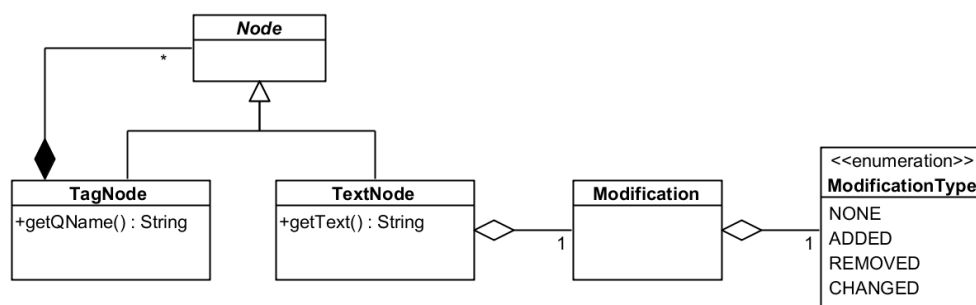 Node
*
TagNode
+getQName() : String
TextNode
+getText() : String
1
Modification
1
<<enumeration>>
ModificationType
NONE
ADDED
REMOVED
CHANGED